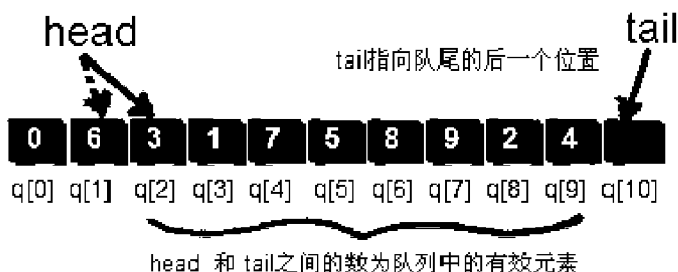 head
tail
tail指向队尾的后一个位置
0 6 3 1 7 5 8 9 2 4
q[0] q[1] q[2] q[3] q[4] q[5] q[6] q[7] q[8] q[9] q[10]
head 和 tail之间的数为队列中的有效元素